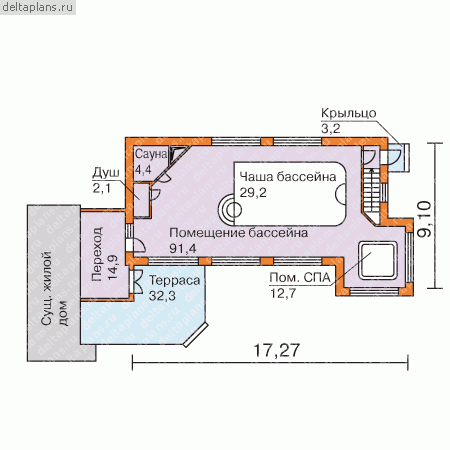 deltaplans.ru
Крыльцо
3,2
Сауна
4,4
Душ
2,1
Чаша бассейна
29,2
Помещение бассейна
91,4
Переход
14,9
Сущ. жилой
дом
Терраса
32,3
Пом. СПА
12,7
9,10
17,27